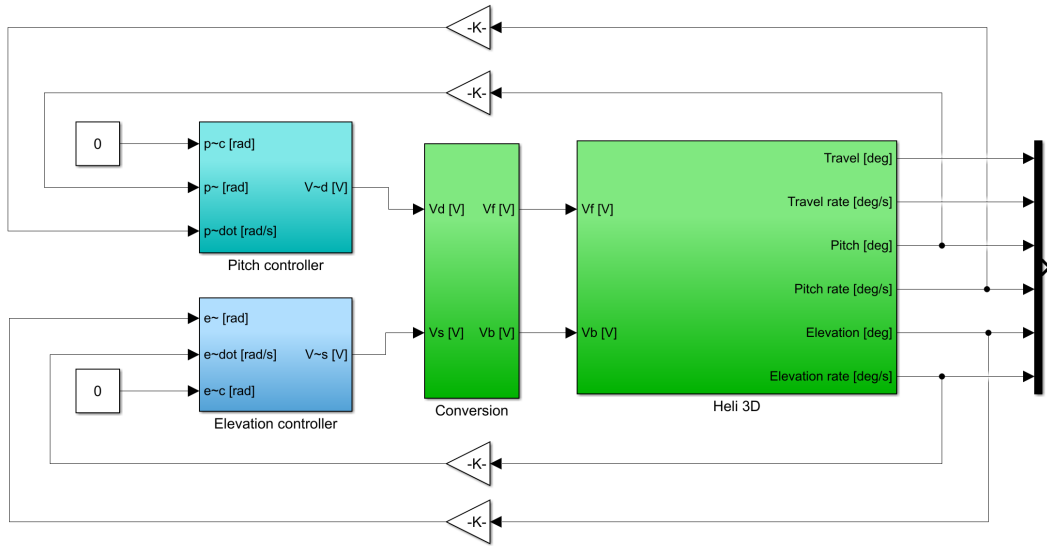 -K-
-K-
0
p~c [rad]
p~ [rad]
V~d [V]
p~dot [rad/s]
Pitch controller
Vd [V]
Vf [V]
Vs [V]
Vb [V]
Conversion
Vf [V]
Vb [V]
Travel [deg]
Travel rate [deg/s]
Pitch [deg]
Pitch rate [deg/s]
Elevation [deg]
Elevation rate [deg/s]
Heli 3D
0
e~ [rad]
e~dot [rad/s]
V~s [V]
e~c [rad]
Elevation controller
-K-
-K-